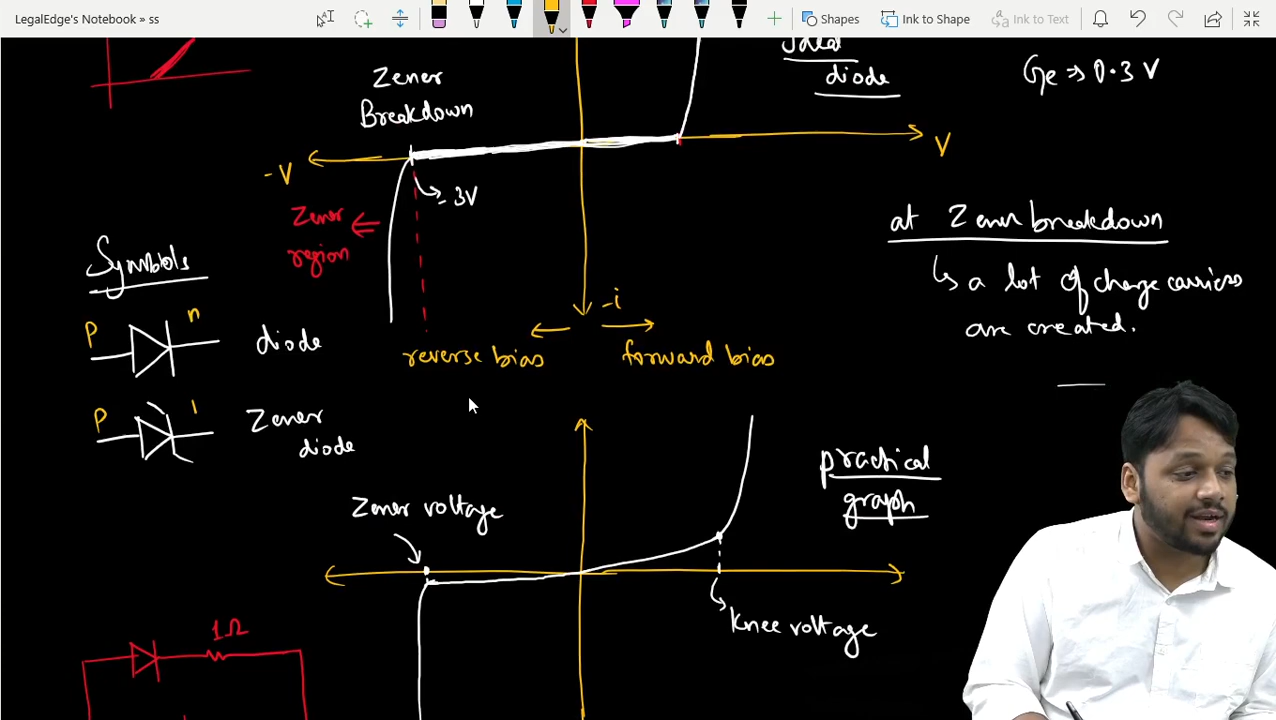 LegalEdge's Notebook » ss
Shapes
Ink to Shape
Ink to Text
Ideal
diode
Ge => 0.3 V
Zener
Breakdown
-V
V
- 3V
Zener
region
at Zener breakdown
↳ a lot of charge carriers
are created.
Symbols
P
n
diode
-i
reverse bias
forward bias
P
Zener
diode
practical
graph
Zener voltage
Knee voltage
1Ω